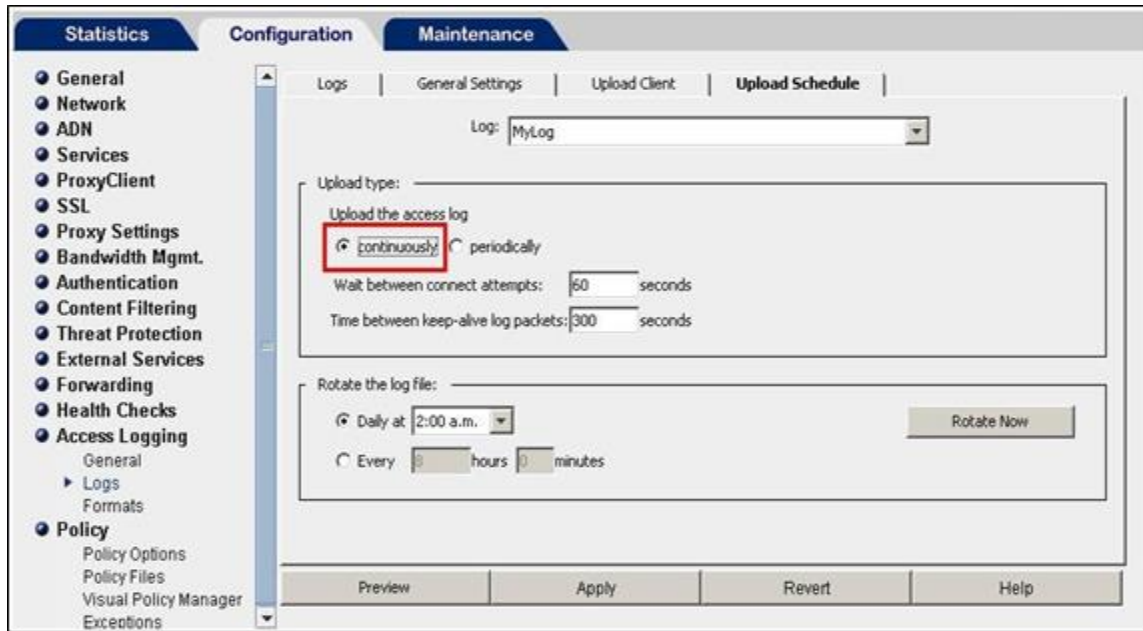 Statistics
Configuration
Maintenance
General
Network
ADN
Services
ProxyClient
SSL
Proxy Settings
Bandwidth Mgmt.
Authentication
Content Filtering
Threat Protection
External Services
Forwarding
Health Checks
Access Logging
General
Logs
Formats
Policy
Policy Options
Policy Files
Visual Policy Manager
Exceptions
Logs
General Settings
Upload Client
Upload Schedule
Log: MyLog
Upload type:
Upload the access log
continuously periodically
Wait between connect attempts: 60 seconds
Time between keep-alive log packets: 300 seconds
Rotate the log file:
Daily at 2:00 a.m.
Rotate Now
Every 8 hours 0 minutes
Preview
Apply
Revert
Help